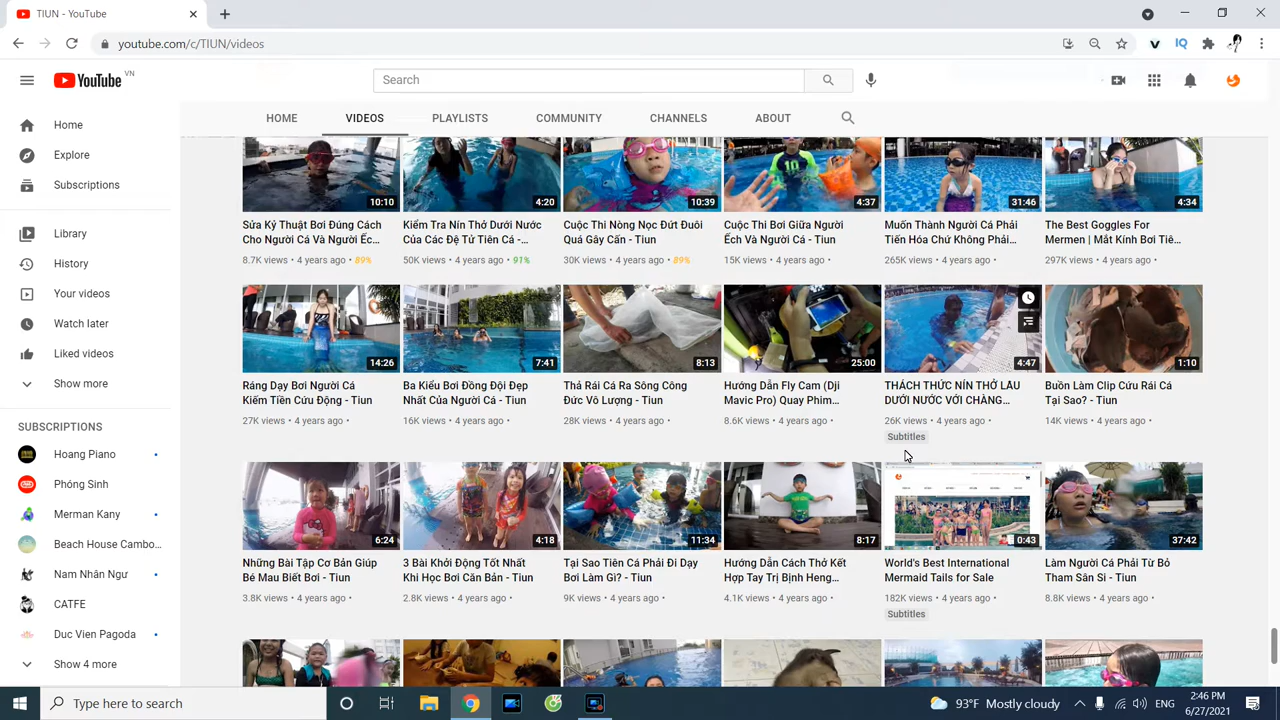 TIUN - YouTube
youtube.com/c/TIUN/videos
YouTube VN
Search
HOME VIDEOS PLAYLISTS COMMUNITY CHANNELS ABOUT
Home
Explore
Subscriptions
Library
History
Your videos
Watch later
Liked videos
Show more
SUBSCRIPTIONS
Hoang Piano
Phóng Sinh
Merman Kany
Beach House Cambo...
Nam Nhân Ngư
CATFE
Duc Vien Pagoda
Show 4 more
10:10
Sửa Kỷ Thuật Bơi Đúng Cách
Cho Người Cá Và Người Ếc...
8.7K views • 4 years ago • 89%
4:20
Kiểm Tra Nín Thở Dưới Nước
Của Các Đệ Tử Tiên Cá -...
50K views • 4 years ago • 91%
10:39
Cuộc Thi Nòng Nọc Đứt Đuôi
Quá Gây Cấn - Tiun
30K views • 4 years ago • 89%
4:37
Cuộc Thi Bơi Giữa Người
Ếch Và Người Cá - Tiun
15K views • 4 years ago •
31:46
Muốn Thành Người Cá Phải
Tiến Hóa Chứ Không Phải...
265K views • 4 years ago •
4:34
The Best Goggles For
Mermen | Mắt Kính Bơi Tiê...
297K views • 4 years ago •
14:26
Ráng Dạy Bơi Người Cá
Kiếm Tiền Cứu Động - Tiun
27K views • 4 years ago •
7:41
Ba Kiểu Bơi Đồng Đội Đẹp
Nhất Của Người Cá - Tiun
16K views • 4 years ago •
8:13
Thả Rái Cá Ra Sông Công
Đức Vô Lượng - Tiun
28K views • 4 years ago •
25:00
Hướng Dẫn Fly Cam (Dji
Mavic Pro) Quay Phim...
8.6K views • 4 years ago •
4:47
THÁCH THỨC NÍN THỞ LÂU
DƯỚI NƯỚC VỚI CHÀNG...
26K views • 4 years ago •
Subtitles
1:10
Buồn Làm Clip Cứu Rái Cá
Tại Sao? - Tiun
14K views • 4 years ago •
6:24
Những Bài Tập Cơ Bản Giúp
Bé Mau Biết Bơi - Tiun
3.8K views • 4 years ago •
4:18
3 Bài Khởi Động Tốt Nhất
Khi Học Bơi Căn Bản - Tiun
2.8K views • 4 years ago •
11:34
Tại Sao Tiên Cá Phải Đi Dạy
Bơi Làm Gì? - Tiun
9K views • 4 years ago •
8:17
Hướng Dẫn Cách Thở Kết
Hợp Tay Trị Bịnh Heng...
4.1K views • 4 years ago •
0:43
World's Best International
Mermaid Tails for Sale
182K views • 4 years ago •
Subtitles
37:42
Làm Người Cá Phải Từ Bỏ
Tham Sân Si - Tiun
8.8K views • 4 years ago •
Type here to search
93°F Mostly cloudy
ENG
2:46 PM
6/27/2021